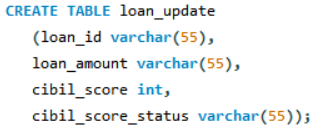 CREATE TABLE loan_update
(loan_id varchar(55),
loan_amount varchar(55),
cibil_score int,
cibil_score_status varchar(55));